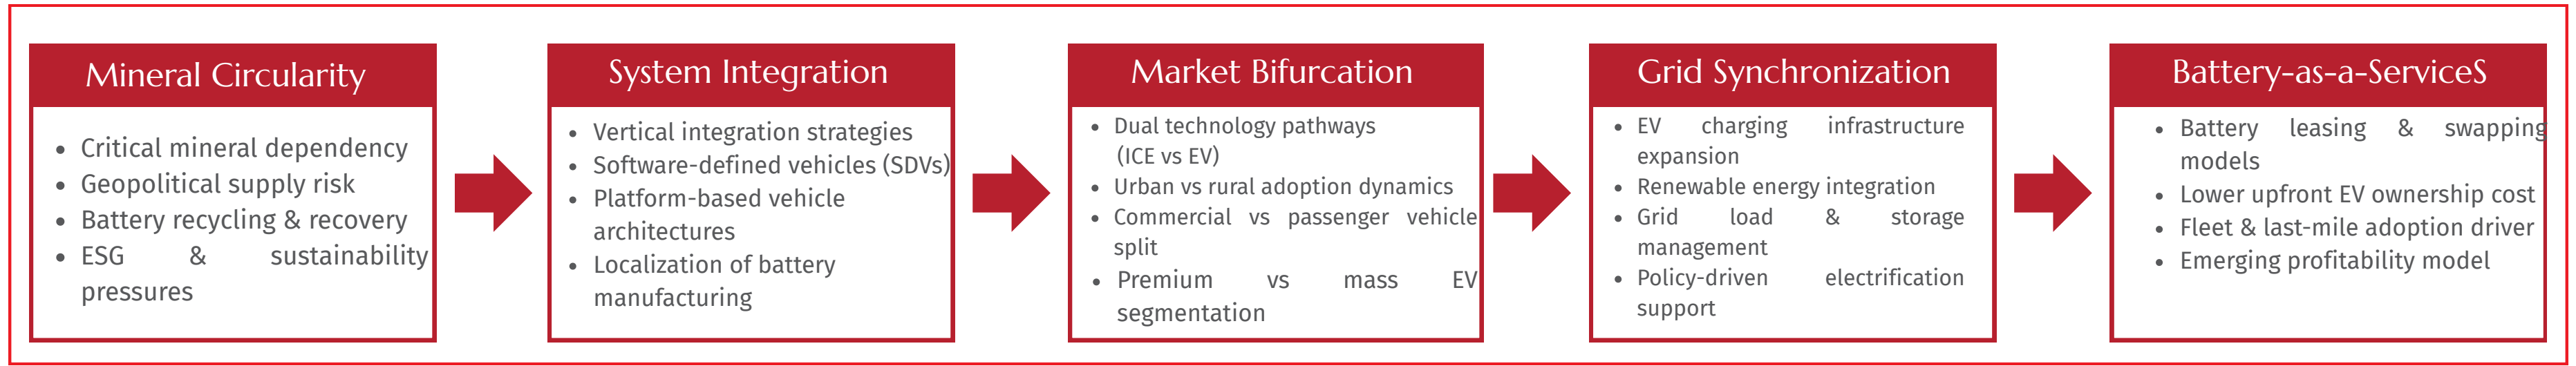 Mineral Circularity
• Critical mineral dependency
• Geopolitical supply risk
• Battery recycling & recovery
• ESG & sustainability
pressures
System Integration
• Vertical integration strategies
• Software-defined vehicles (SDVs)
• Platform-based vehicle
architectures
• Localization of battery
manufacturing
Market Bifurcation
• Dual technology pathways
(ICE vs EV)
• Urban vs rural adoption dynamics
• Commercial vs passenger vehicle
split
• Premium vs mass EV
segmentation
Grid Synchronization
• EV charging infrastructure
expansion
• Renewable energy integration
• Grid load & storage
management
• Policy-driven electrification
support
Battery-as-a-ServiceS
• Battery leasing & swapping
models
• Lower upfront EV ownership cost
• Fleet & last-mile adoption driver
• Emerging profitability model